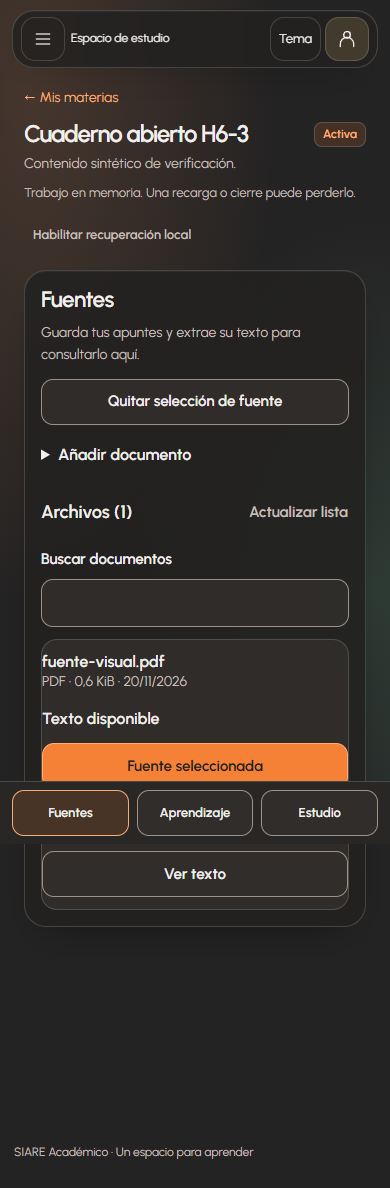 Espacio de estudio
Tema
← Mis materias
Cuaderno abierto H6-3
Activa
Contenido sintético de verificación.
Trabajo en memoria. Una recarga o cierre puede perderlo.
Habilitar recuperación local
Fuentes
Guarda tus apuntes y extrae su texto para
consultarlo aquí.
Quitar selección de fuente
Añadir documento
Archivos (1)
Actualizar lista
Buscar documentos
fuente-visual.pdf
PDF · 0,6 KiB · 20/11/2026
Texto disponible
Fuente seleccionada
Fuentes
Aprendizaje
Estudio
Ver texto
SIARE Académico · Un espacio para aprender